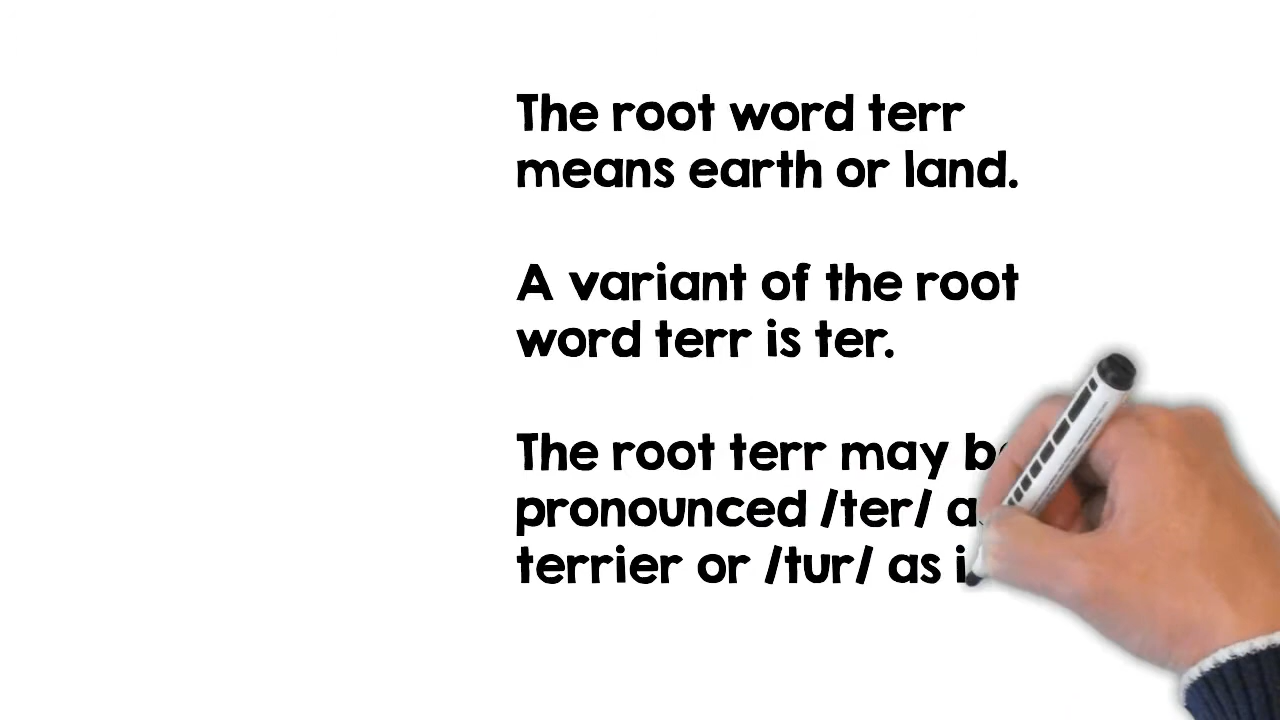 The root word terr
means earth or land.
A variant of the root
word terr is ter.
The root terr may
pronounced /ter/
terrier or /tur/ as